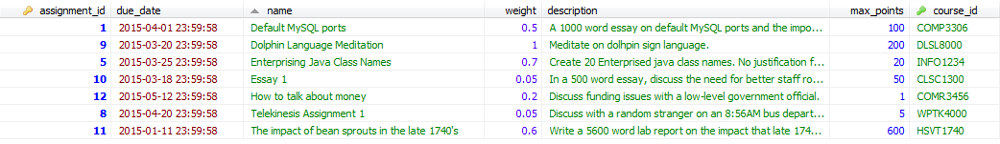 assignment_id due_date name weight description max_points course_id
1 2015-04-01 23:59:58 Default MySQL ports 0.5 A 1000 word essay on default MySQL ports and the impo... 100 COMP3306
9 2015-03-20 23:59:58 Dolphin Language Meditation 1 Meditate on dolhpin sign language. 200 DLSL8000
5 2015-03-25 23:59:58 Enterprising Java Class Names 0.7 Create 20 Enterprised java class names. No justification f... 20 INFO1234
10 2015-03-18 23:59:58 Essay 1 0.05 In a 500 word essay, discuss the need for better staff ro... 50 CLSC1300
12 2015-05-12 23:59:58 How to talk about money 0.2 Discuss funding issues with a low-level government official. 1 COMR3456
8 2015-04-20 23:59:58 Telekinesis Assignment 1 0.05 Discuss with a random stranger on an 8:56AM bus depart... 5 WPTK4000
11 2015-01-11 23:59:58 The impact of bean sprouts in the late 1740's 0.6 Write a 5600 word lab report on the impact that late 174... 600 HSVT1740